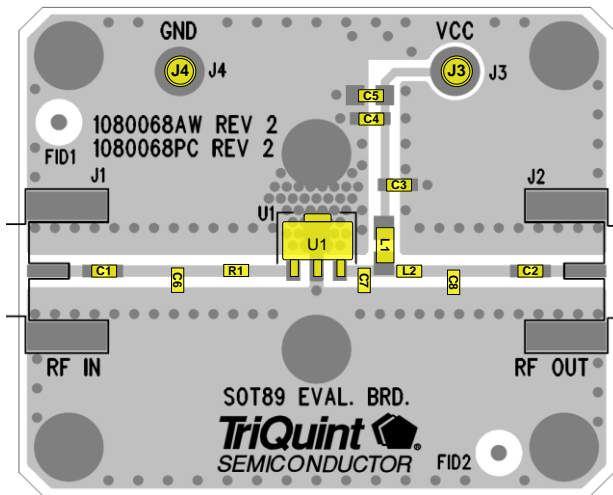 GND
VCC
J4
J4
J3
J3
C5
C4
1080068AW REV 2
1080068PC REV 2
FID1
J1
J2
C3
U1
U1
L1
C1
C6
R1
C7
L2
C8
C2
RF IN
RF OUT
SOT89 EVAL. BRD.
TriQuint
SEMICONDUCTOR
FID2